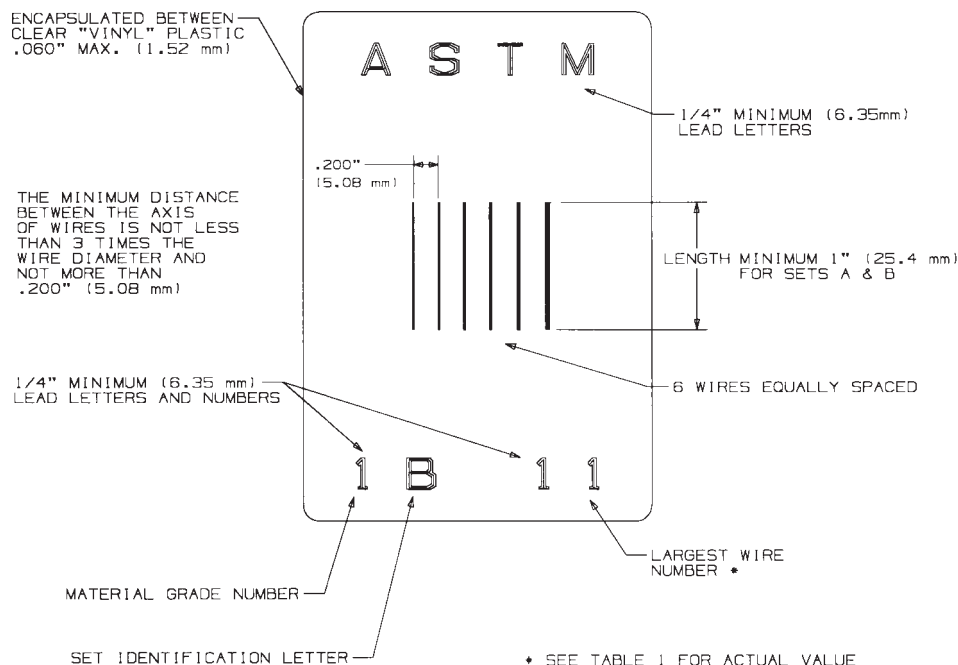 ENCAPSULATED BETWEEN
CLEAR "VINYL" PLASTIC
.060" MAX. (1.52 mm)
A S T M
1/4" MINIMUM (6.35mm)
LEAD LETTERS
.200"
(5.08 mm)
THE MINIMUM DISTANCE
BETWEEN THE AXIS
OF WIRES IS NOT LESS
THAN 3 TIMES THE
WIRE DIAMETER AND
NOT MORE THAN
.200" (5.08 mm)
LENGTH MINIMUM 1" (25.4 mm)
FOR SETS A & B
1/4" MINIMUM (6.35 mm)
LEAD LETTERS AND NUMBERS
6 WIRES EQUALLY SPACED
1 B 1 1
LARGEST WIRE
NUMBER *
MATERIAL GRADE NUMBER
SET IDENTIFICATION LETTER
* SEE TABLE 1 FOR ACTUAL VALUE